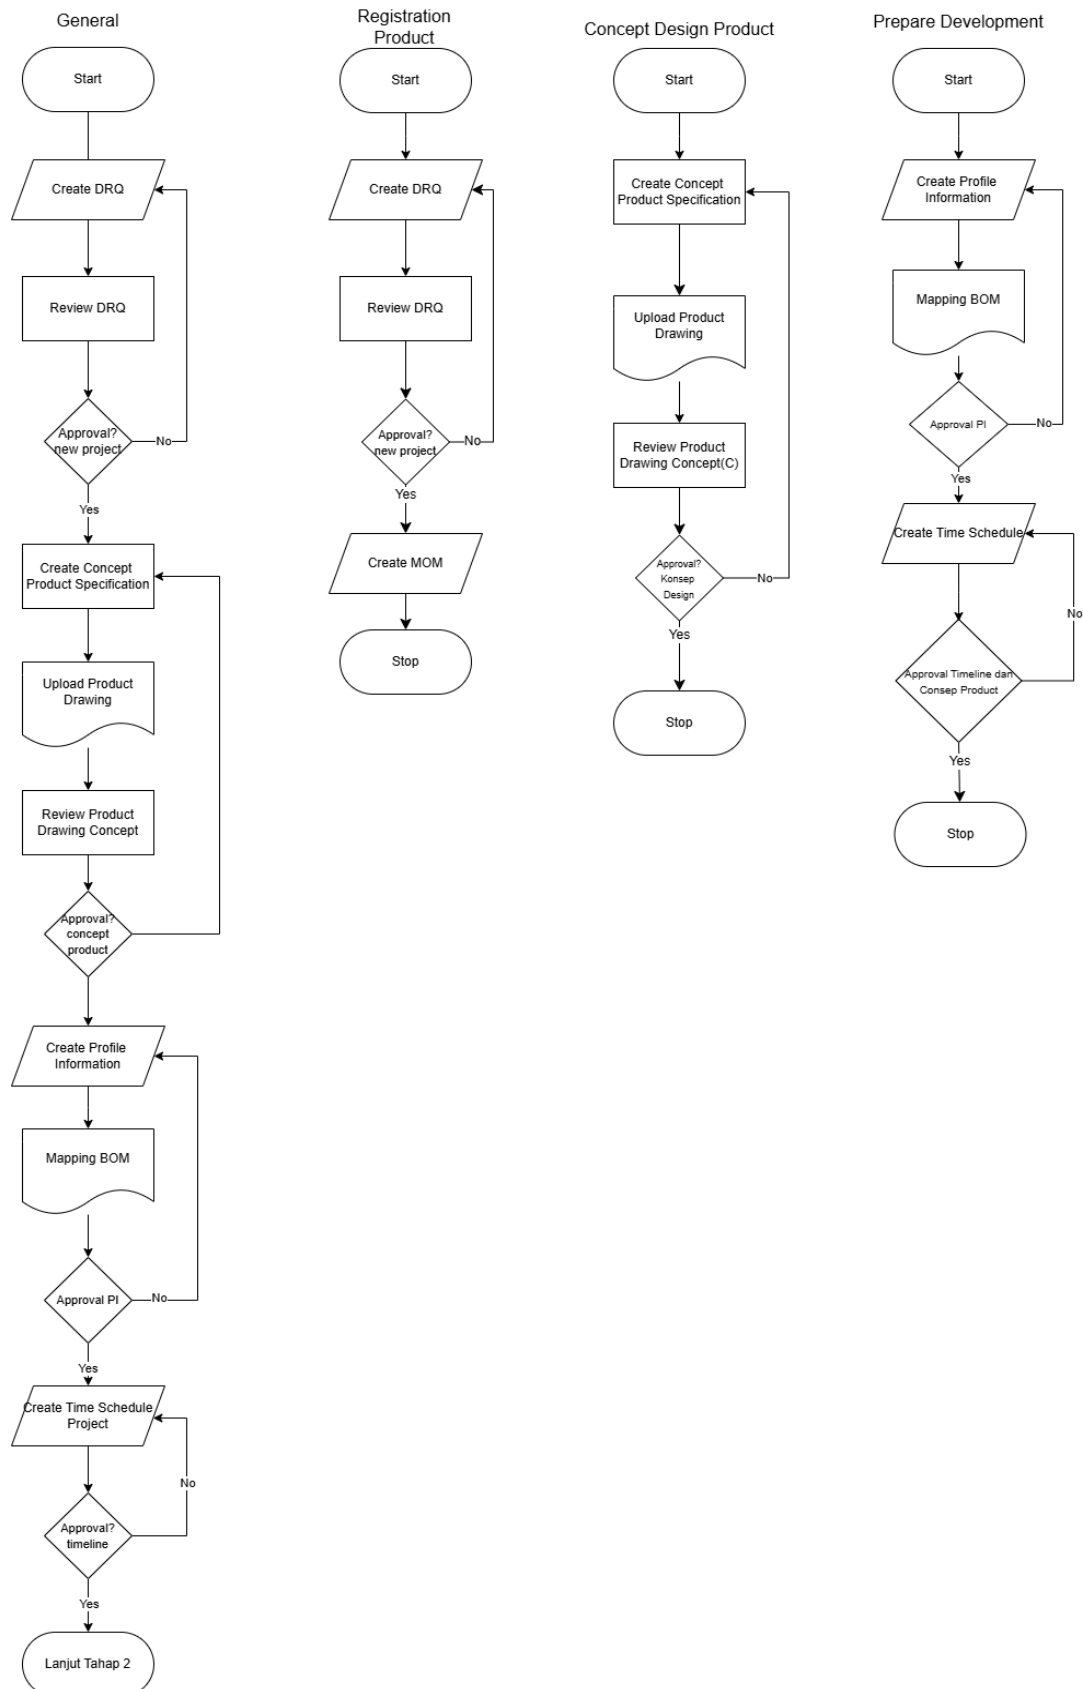 General
Start
Create DRQ
Review DRQ
Approval?
new project
No
Yes
Create Concept
Product Specification
Upload Product
Drawing
Review Product
Drawing Concept
Approval?
concept
product
Create Profile
Information
Mapping BOM
Approval PI
No
Yes
Create Time Schedule
Project
No
Approval?
timeline
Yes
Lanjut Tahap 2
Registration
Product
Start
Create DRQ
Review DRQ
Approval?
new project
No
Yes
Create MOM
Stop
Concept Design Product
Start
Create Concept
Product Specification
Upload Product
Drawing
Review Product
Drawing Concept(C)
Approval?
Konsep
Design
No
Yes
Stop
Prepare Development
Start
Create Profile
Information
Mapping BOM
Approval PI
No
Yes
Create Time Schedule
No
Approval Timeline dan
Consep Product
Yes
Stop